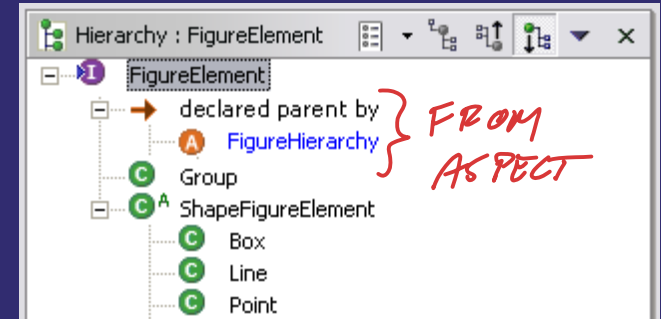 Hierarchy : FigureElement
I FigureElement
declared parent by
A FigureHierarchy
FROM
ASPECT
C Group
C A ShapeFigureElement
C Box
C Line
C Point